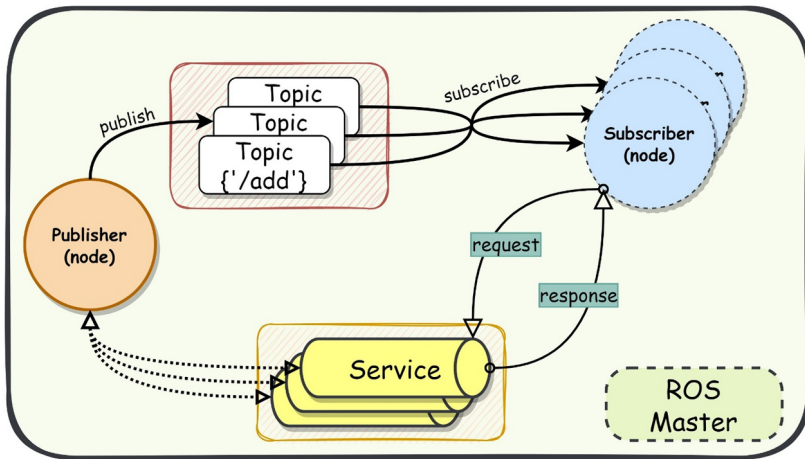 publish
Topic
Topic
Topic
{'/add'}
subscribe
Subscriber
(node)
Publisher
(node)
request
response
Service
ROS
Master